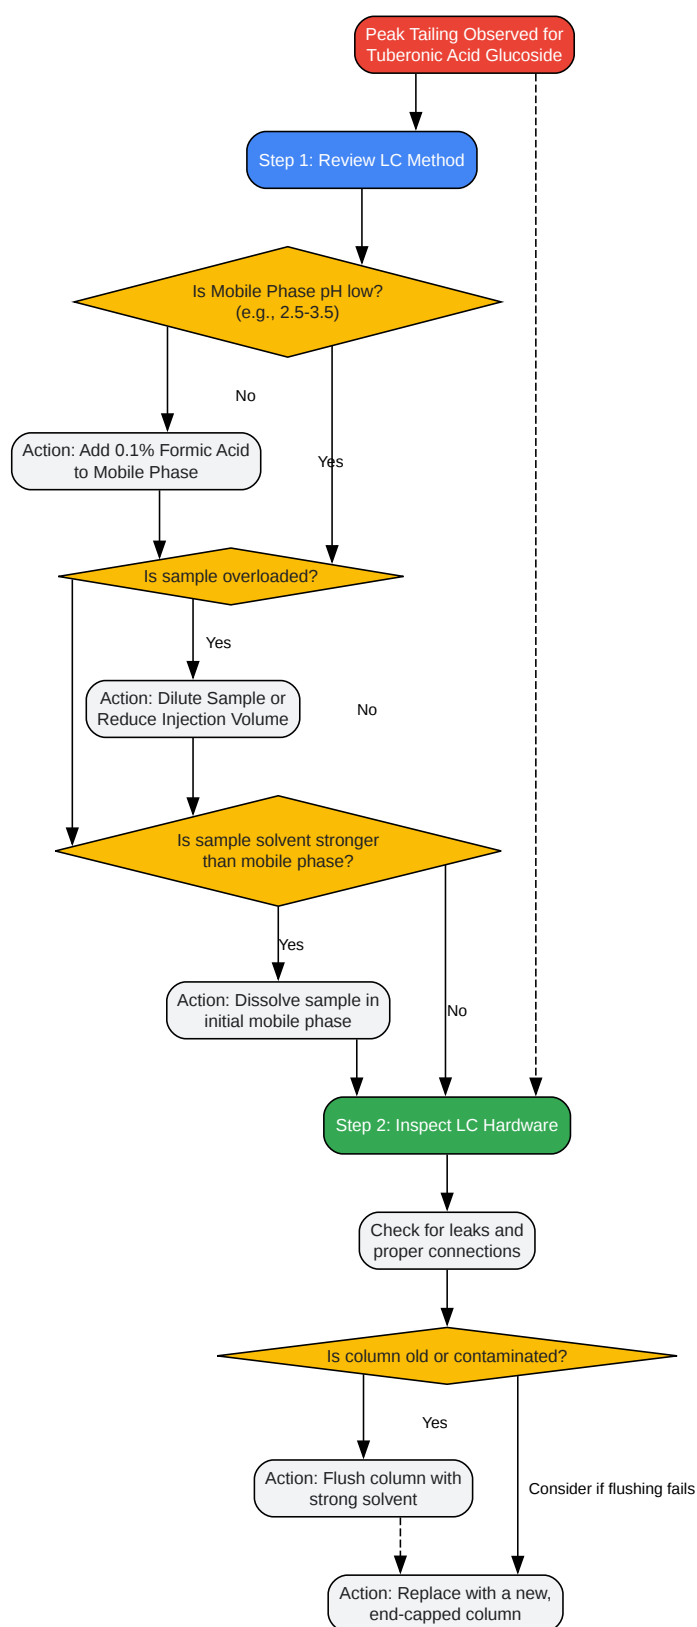 Peak Tailing Observed for
Tuberonic Acid Glucoside
Step 1: Review LC Method
Is Mobile Phase pH low?
(e.g., 2.5-3.5)
No
Action: Add 0.1% Formic Acid
to Mobile Phase
Yes
Is sample overloaded?
Yes
Action: Dilute Sample or
Reduce Injection Volume
No
Is sample solvent stronger
than mobile phase?
Yes
Action: Dissolve sample in
initial mobile phase
No
Step 2: Inspect LC Hardware
Check for leaks and
proper connections
Is column old or contaminated?
Yes
Action: Flush column with
strong solvent
Consider if flushing fails
Action: Replace with a new,
end-capped column